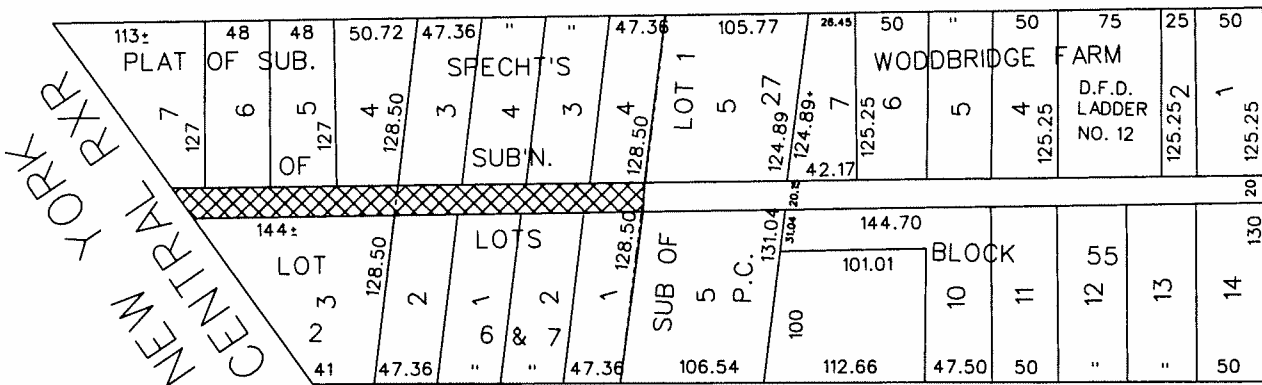 113± 48 48 50.72 47.36 " " 47.36 105.77 26.45 50 " 50 75 25 50
PLAT OF SUB. SPECHT'S LOT 1 WODDBRIDGE FARM
7 6 5 4 3 4 3 4 5 27 7 6 5 4 D.F.D. 2 1
LADDER
NO. 12
127 127 128.50 128.50 124.89 124.89+ 125.25 125.25 125.25 125.25
OF SUB'N. 42.17
20
144± LOTS 31.04 144.70
128.50 128.50 131.04 130
LOT SUB OF P.C. 101.01 BLOCK 55
3 2 1 2 1 5 100 10 11 12 13 14
2 6 & 7
41 47.36 " " 47.36 106.54 112.66 47.50 50 " " 50
NEW YORK
CENTRAL RXR